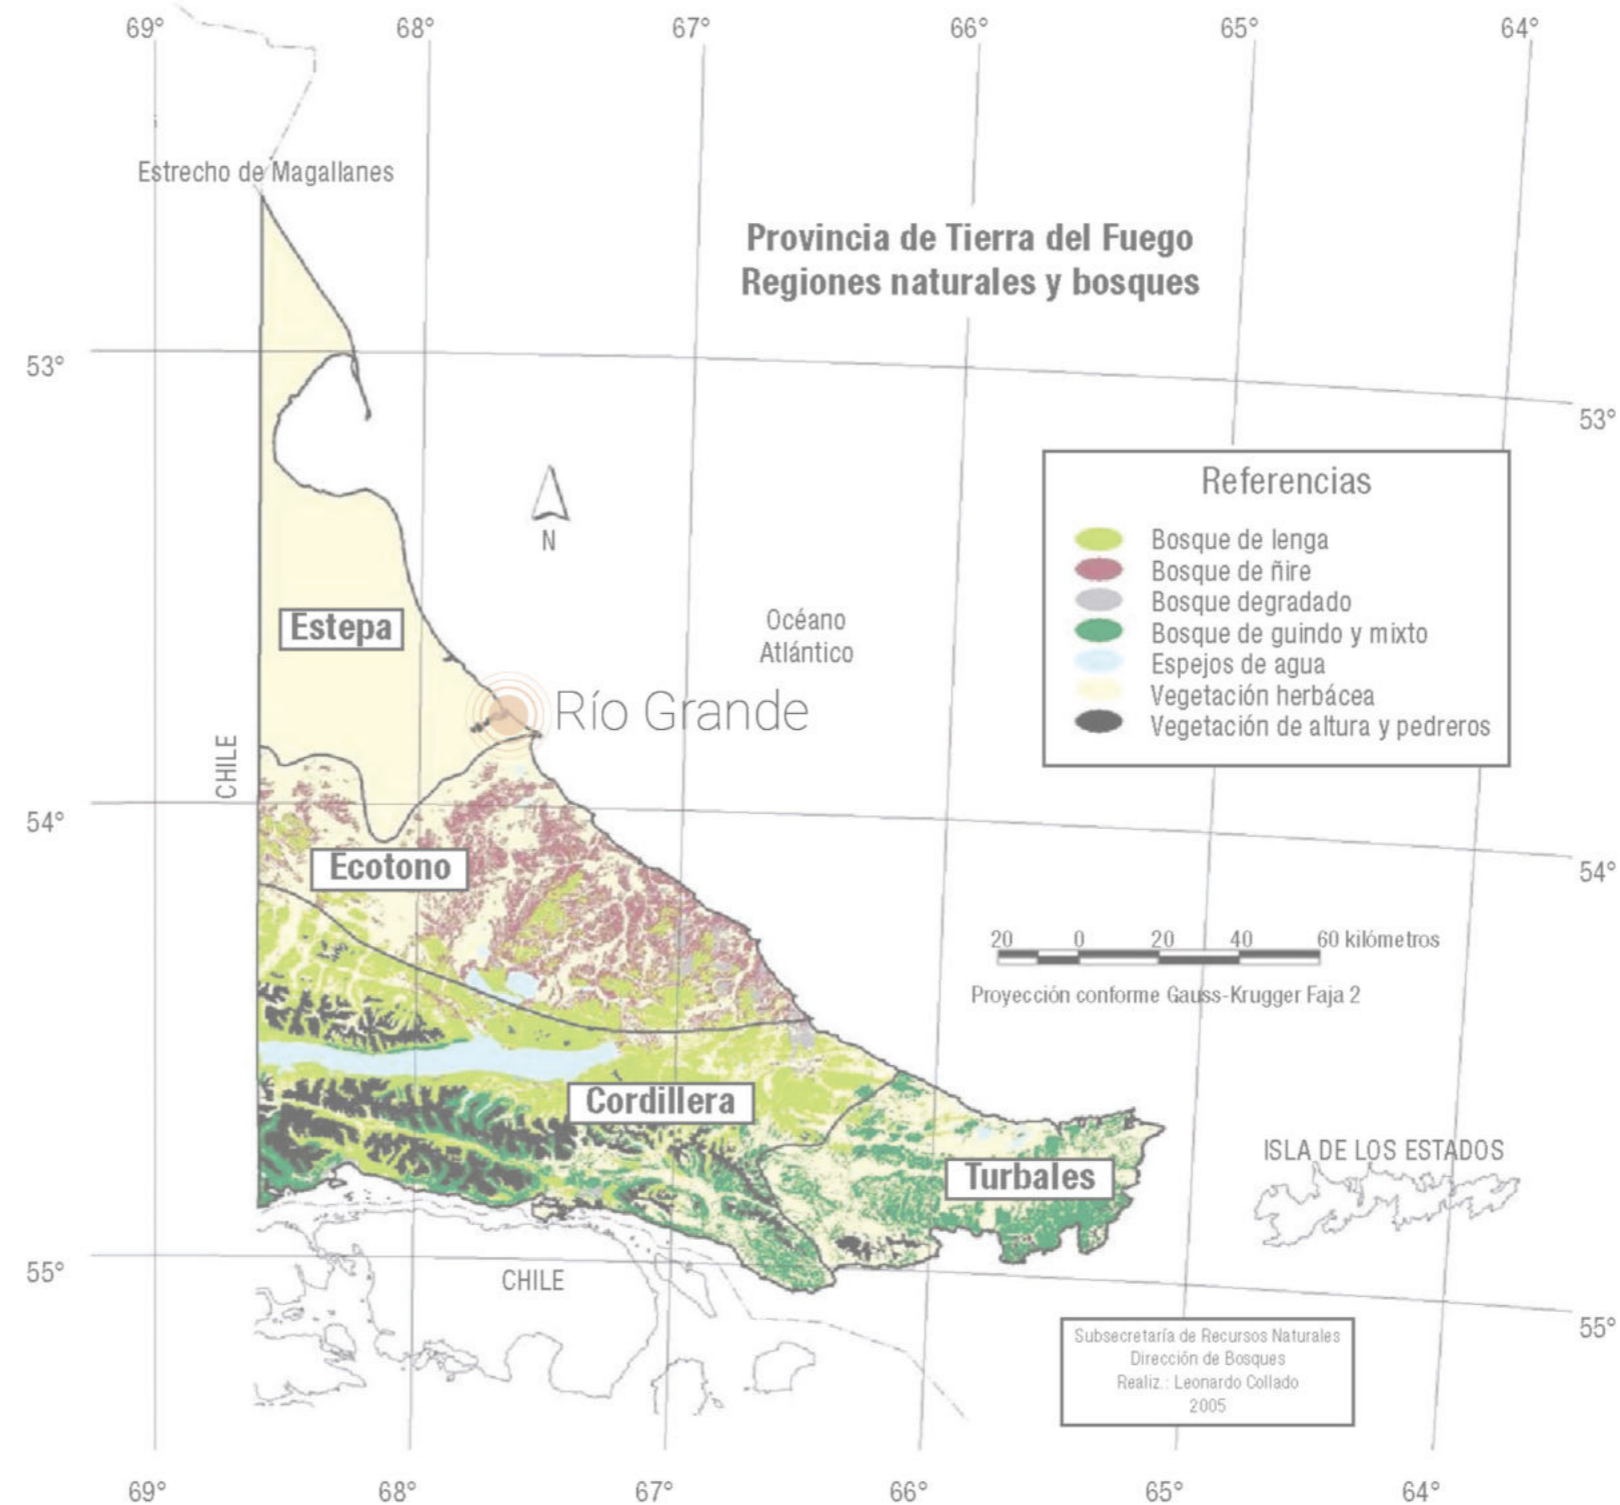 69° 68° 67° 66° 65° 64°
Estrecho de Magallanes
Provincia de Tierra del Fuego
Regiones naturales y bosques
53°
53°
Referencias
Bosque de lenga
Bosque de ñire
Bosque degradado
Bosque de guindo y mixto
Espejos de agua
Vegetación herbácea
Vegetación de altura y pedreros
N
Océano
Atlántico
Estepa
Río Grande
CHILE
54°
54°
Ecotono
20 0 20 40 60 kilómetros
Proyección conforme Gauss-Krugger Faja 2
Cordillera
Turbales
ISLA DE LOS ESTADOS
55°
CHILE
55°
Subsecretaría de Recursos Naturales
Dirección de Bosques
Realiz.: Leonardo Collado
2005
69° 68° 67° 66° 65° 64°